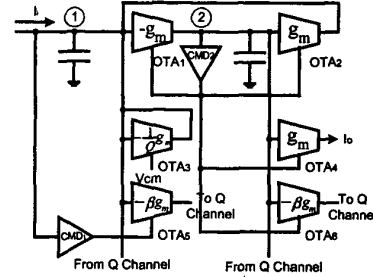 Iᵢ
① ②
-gm gm
OTA1 CMD2 OTA2
-1/Q gm gm Io
OTA3 OTA4
Vcm
-βgm To Q Channel -βgm To Q Channel
CMD1 OTA5 OTA6
From Q Channel From Q Channel